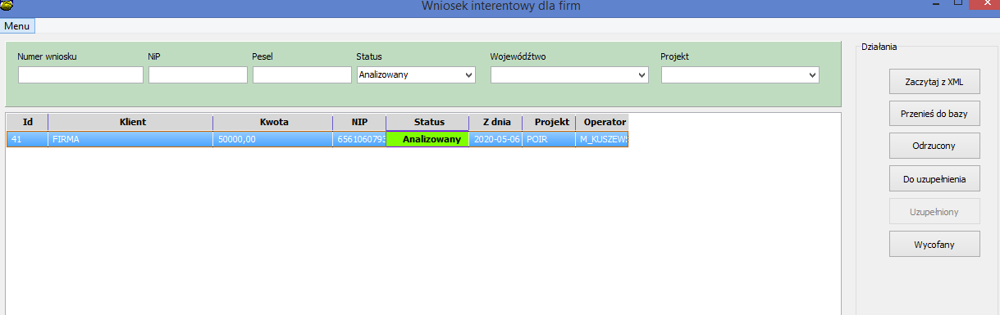 Wniosek interentowy dla firm
Menu
Numer wniosku NiP Pesel Status Wojewódźtwo Projekt
Analizowany
Działania
Zaczytaj z XML
Przenieś do bazy
Odrzucony
Do uzupełnienia
Uzupełniony
Wycofany
Id Klient Kwota NIP Status Z dnia Projekt Operator
41 FIRMA 50000,00 6561060793 Analizowany 2020-05-06 POIR M_KUSZEWS